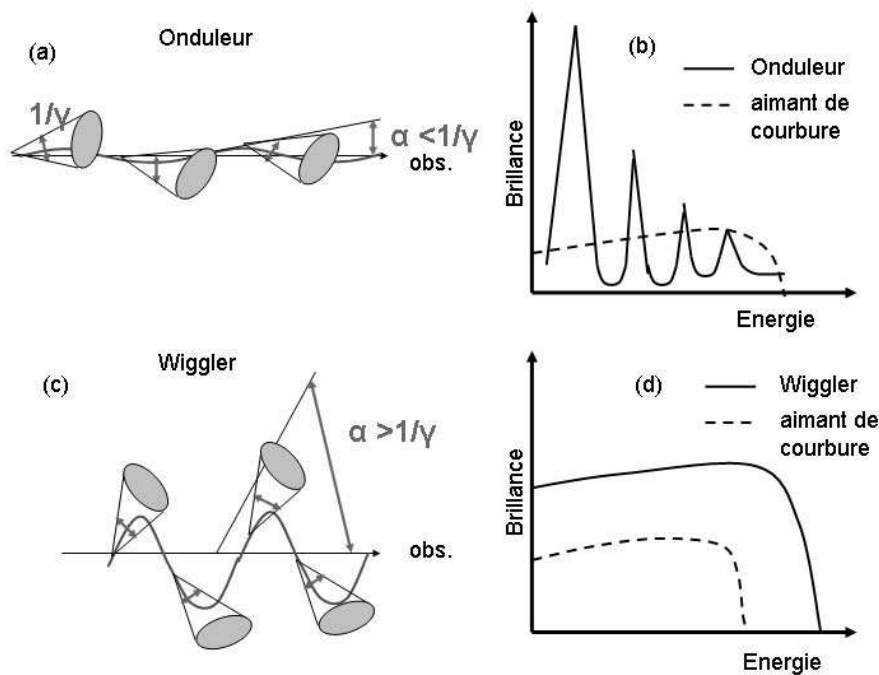 (a)
Onduleur
1/γ
α <1/γ
obs.
(b)
Onduleur
aimant de
courbure
Brillance
Energie
Wiggler
(c)
α >1/γ
obs.
(d)
Wiggler
aimant de
courbure
Brillance
Energie